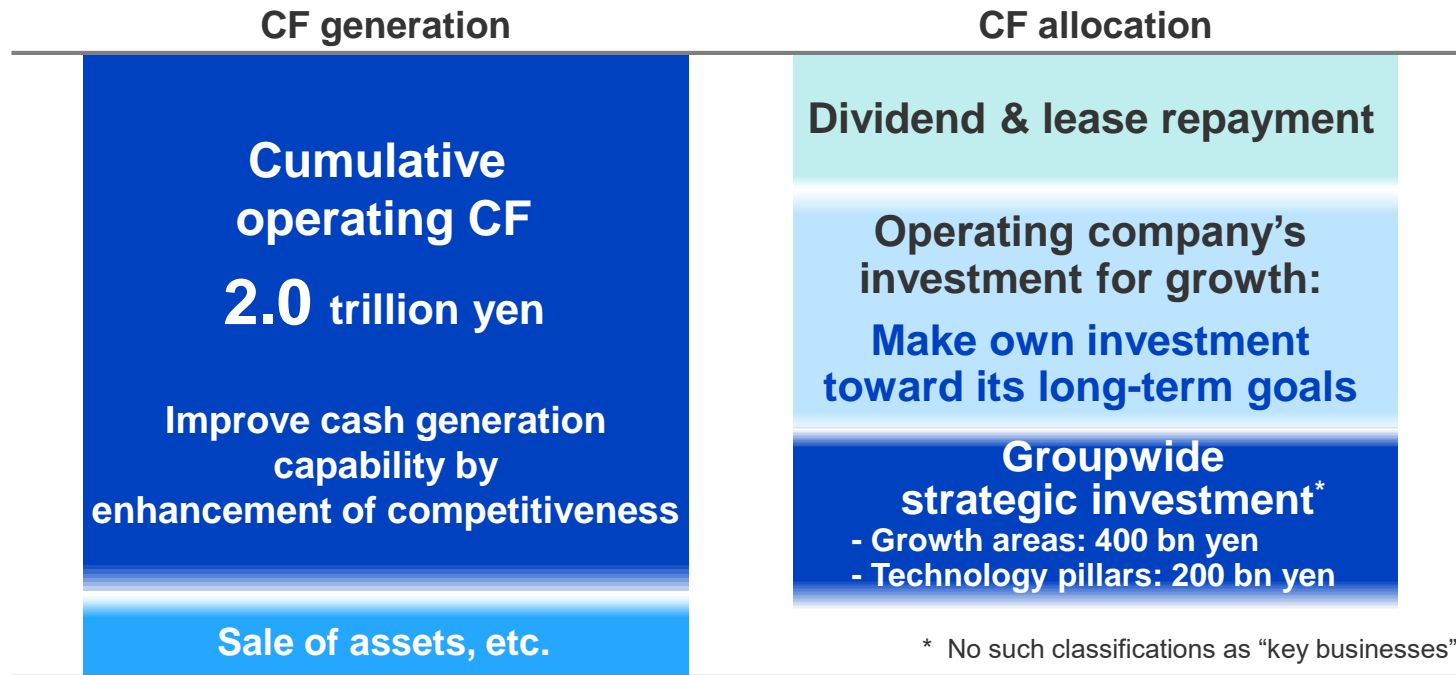 CF generation
Cumulative
operating CF
2.0 trillion yen
Improve cash generation
capability by
enhancement of competitiveness
Sale of assets, etc.
CF allocation
Dividend & lease repayment
Operating company’s
investment for growth:
Make own investment
toward its long-term goals
Groupwide
strategic investment*
- Growth areas: 400 bn yen
- Technology pillars: 200 bn yen
* No such classifications as “key businesses”